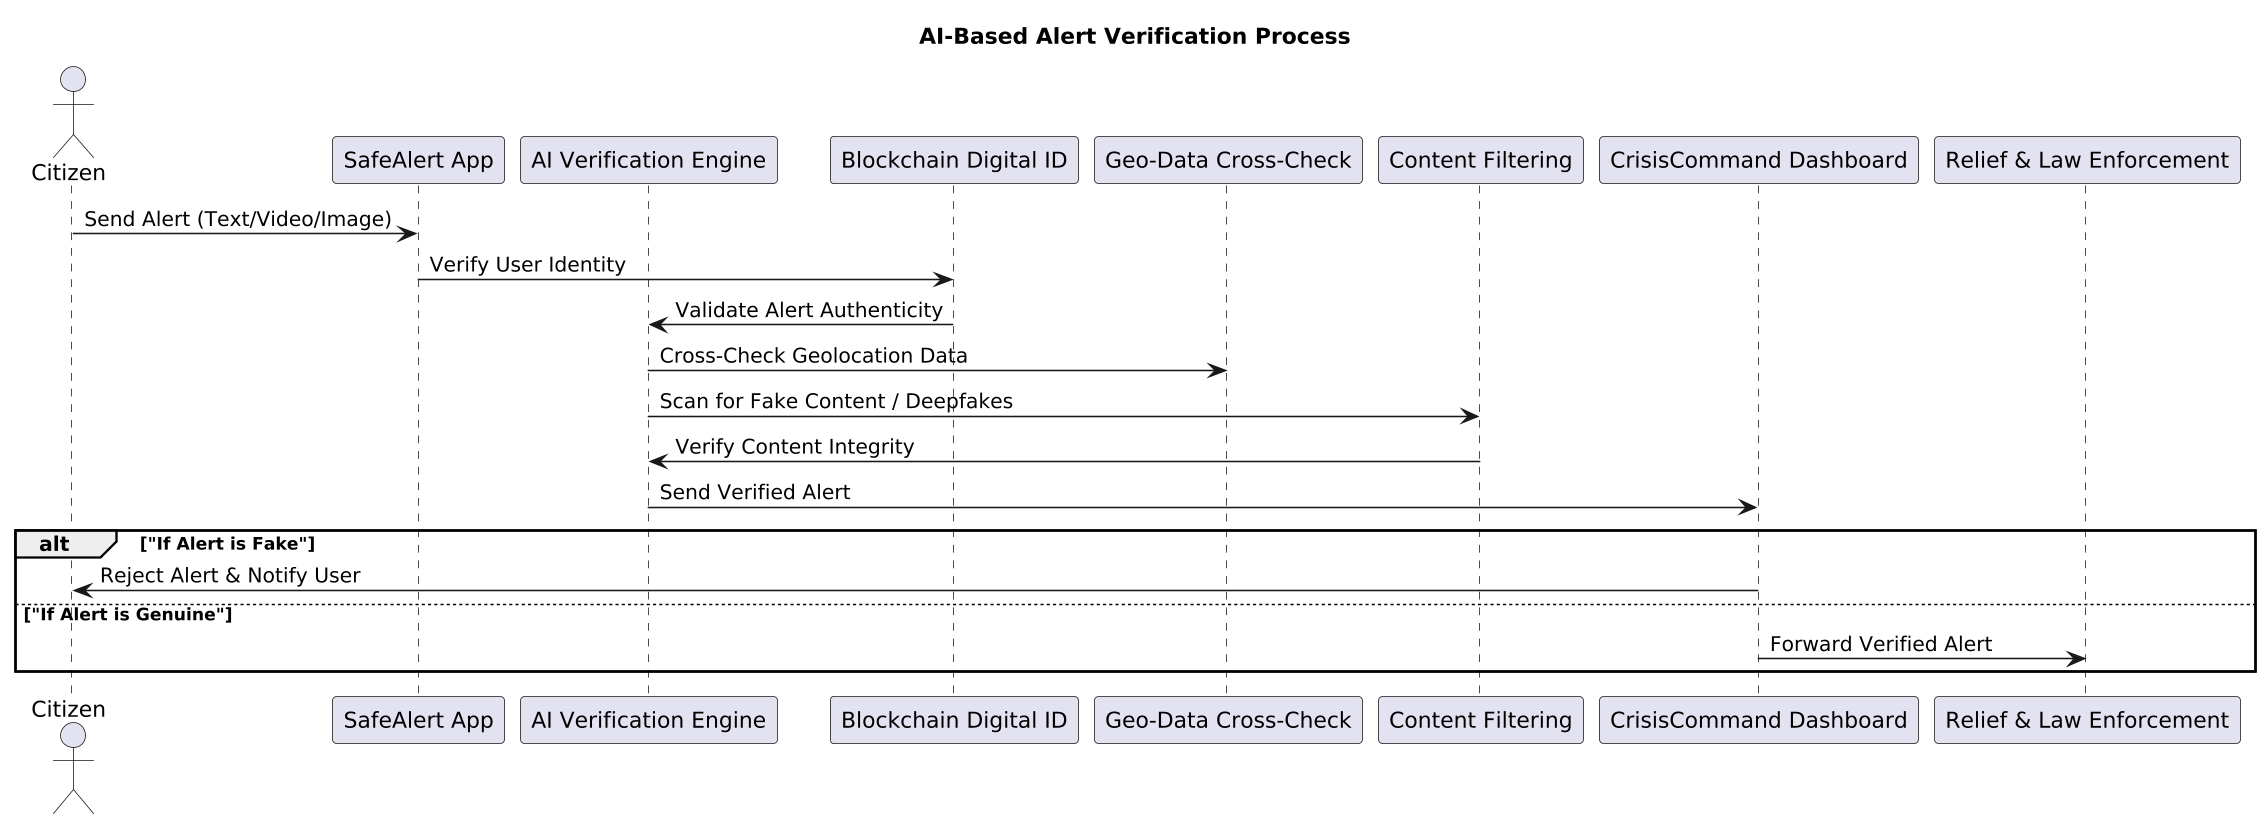 AI-Based Alert Verification Process
Citizen
SafeAlert App
AI Verification Engine
Blockchain Digital ID
Geo-Data Cross-Check
Content Filtering
CrisisCommand Dashboard
Relief & Law Enforcement
Send Alert (Text/Video/Image)
Verify User Identity
Validate Alert Authenticity
Cross-Check Geolocation Data
Scan for Fake Content / Deepfakes
Verify Content Integrity
Send Verified Alert
alt ["If Alert is Fake"]
Reject Alert & Notify User
["If Alert is Genuine"]
Forward Verified Alert
Citizen
SafeAlert App
AI Verification Engine
Blockchain Digital ID
Geo-Data Cross-Check
Content Filtering
CrisisCommand Dashboard
Relief & Law Enforcement